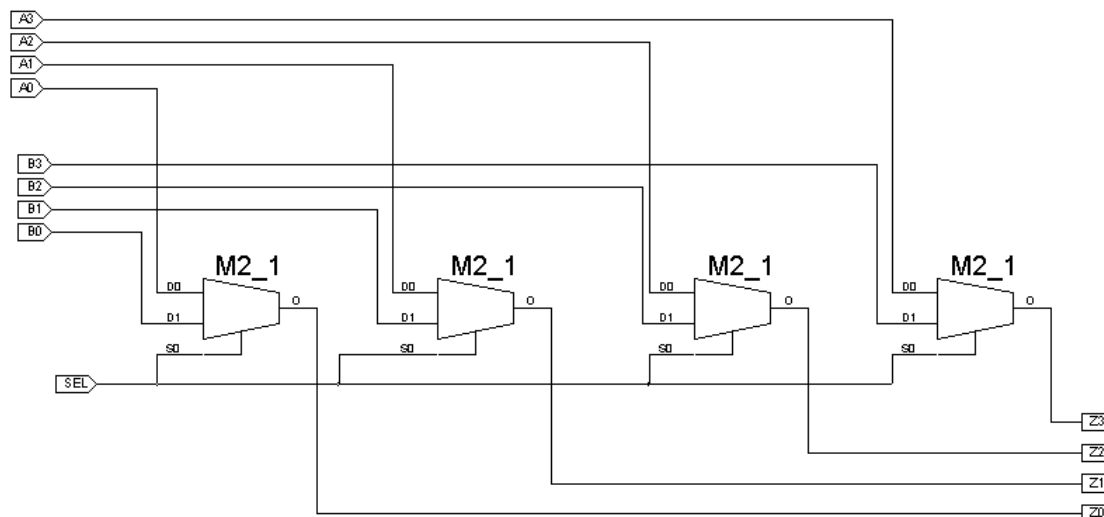 A3
A2
A1
A0
B3
B2
B1
B0
M2_1 M2_1 M2_1 M2_1
D0 D0 D0 D0
O O O O
D1 D1 D1 D1
S0 S0 S0 S0
SEL
Z3
Z2
Z1
Z0